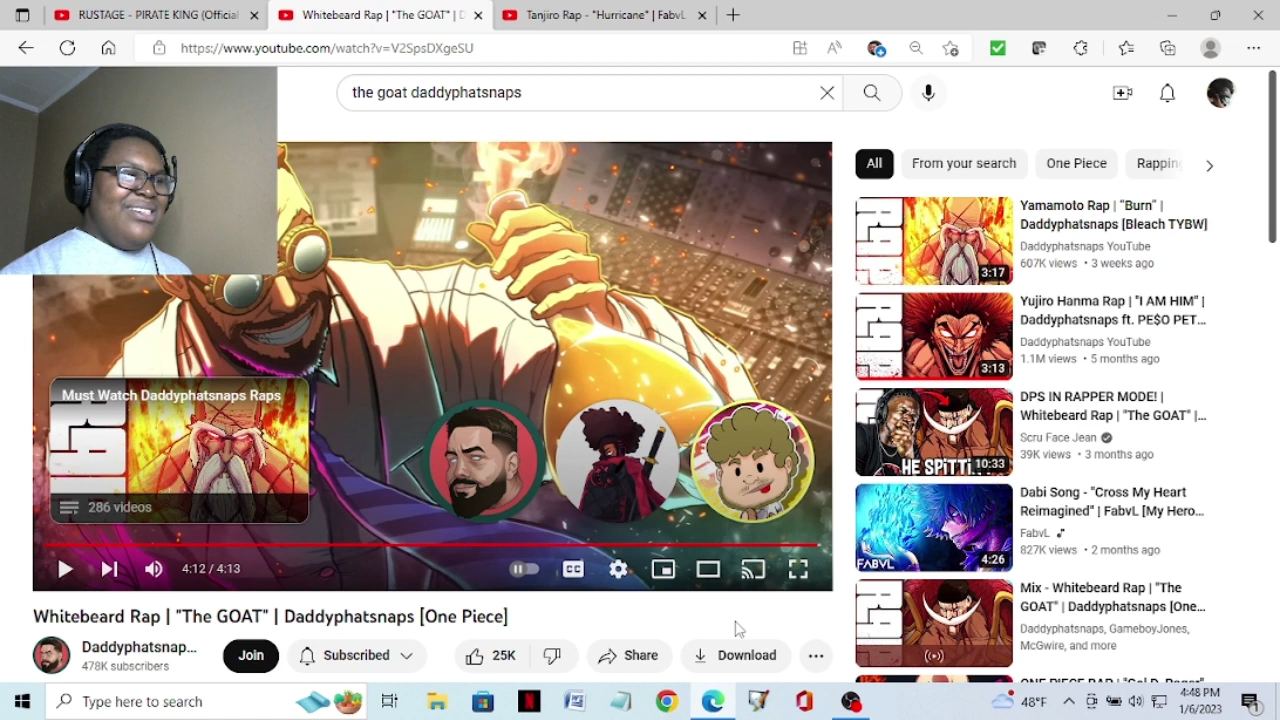 RUSTAGE - PIRATE KING (Official
Whitebeard Rap | "The GOAT" | D
Tanjiro Rap - "Hurricane" | FabvL
https://www.youtube.com/watch?v=V2SpsDXgeSU
the goat daddyphatsnaps
All
From your search
One Piece
Rapping
Yamamoto Rap | "Burn" |
Daddyphatsnaps [Bleach TYBW]
Daddyphatsnaps YouTube
607K views • 3 weeks ago
3:17
Yujiro Hanma Rap | "I AM HIM" |
Daddyphatsnaps ft. PE$O PET...
Daddyphatsnaps YouTube
1.1M views • 5 months ago
3:13
DPS IN RAPPER MODE! |
Whitebeard Rap | "The GOAT" |...
Scru Face Jean
39K views • 3 months ago
HE SPITTI
10:33
Dabi Song - "Cross My Heart
Reimagined" | FabvL [My Hero...
FabvL
827K views • 2 months ago
FABVL
4:26
Mix - Whitebeard Rap | "The
GOAT" | Daddyphatsnaps [One...
Daddyphatsnaps, GameboyJones,
McGwire, and more
Must Watch Daddyphatsnaps Raps
286 videos
4:12 / 4:13
CC
Whitebeard Rap | "The GOAT" | Daddyphatsnaps [One Piece]
Daddyphatsnap...
478K subscribers
Join
Subscribed
25K
Share
Download
Type here to search
48°F
4:48 PM
1/6/2023
1